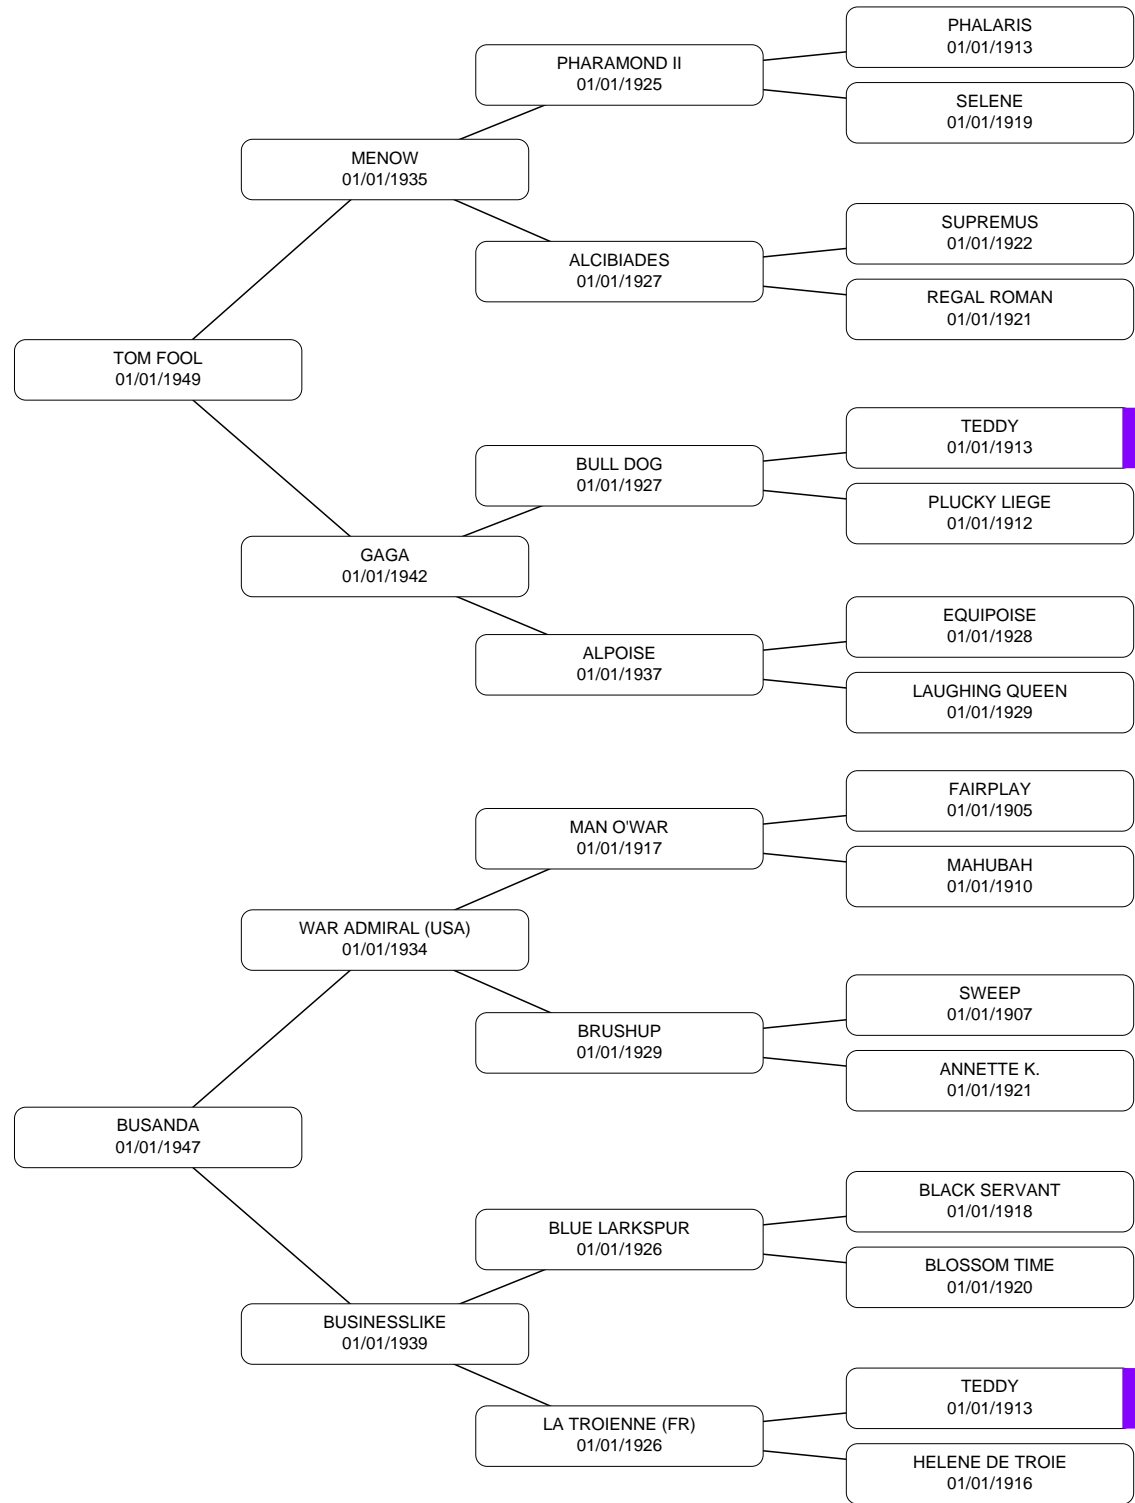 PHALARIS
01/01/1913
PHARAMOND II
01/01/1925
SELENE
01/01/1919
MENOW
01/01/1935
SUPREMUS
01/01/1922
ALCIBIADES
01/01/1927
REGAL ROMAN
01/01/1921
TOM FOOL
01/01/1949
TEDDY
01/01/1913
BULL DOG
01/01/1927
PLUCKY LIEGE
01/01/1912
GAGA
01/01/1942
EQUIPOISE
01/01/1928
ALPOISE
01/01/1937
LAUGHING QUEEN
01/01/1929
FAIRPLAY
01/01/1905
MAN O'WAR
01/01/1917
MAHUBAH
01/01/1910
WAR ADMIRAL (USA)
01/01/1934
SWEEP
01/01/1907
BRUSHUP
01/01/1929
ANNETTE K.
01/01/1921
BUSANDA
01/01/1947
BLACK SERVANT
01/01/1918
BLUE LARKSPUR
01/01/1926
BLOSSOM TIME
01/01/1920
BUSINESSLIKE
01/01/1939
TEDDY
01/01/1913
LA TROIENNE (FR)
01/01/1926
HELENE DE TROIE
01/01/1916